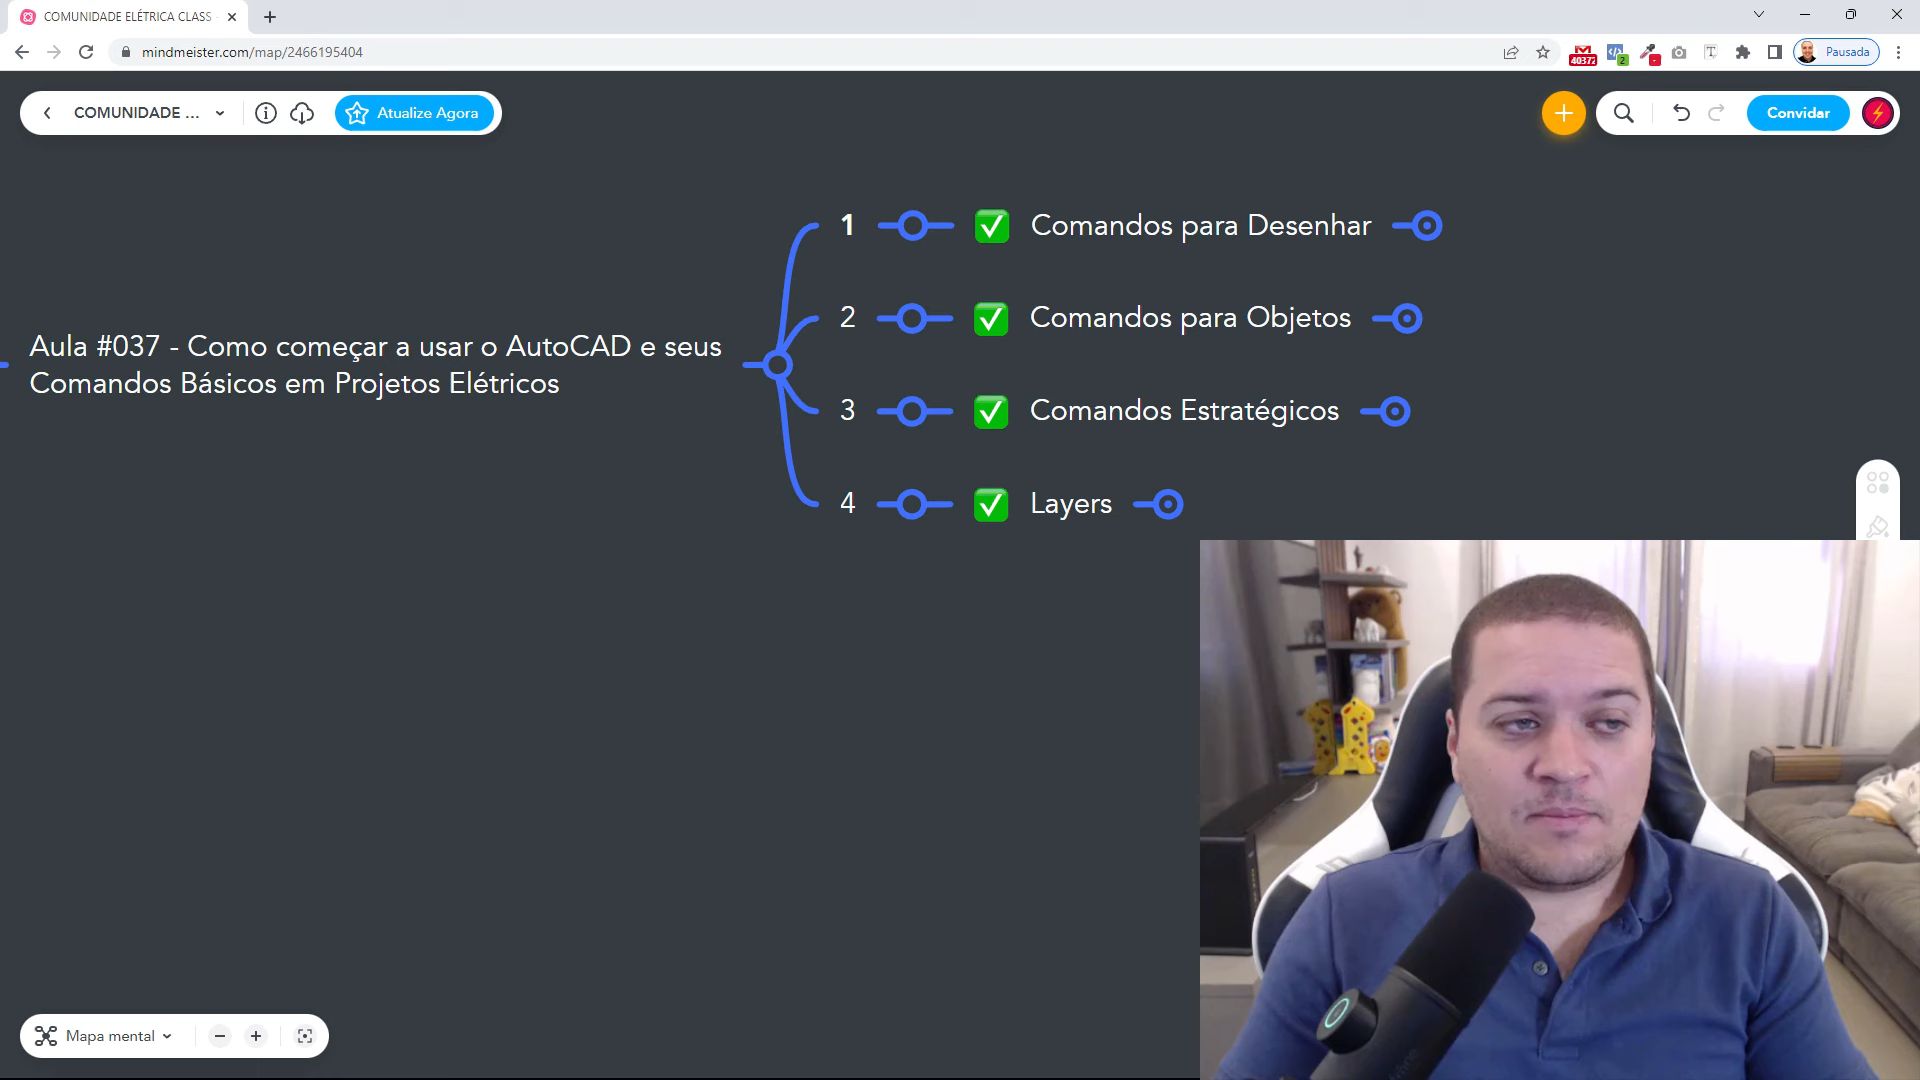 COMUNIDADE ELÉTRICA CLASS
mindmeister.com/map/2466195404
40372
2
Pausada
COMUNIDADE ...
Atualize Agora
Convidar
1 Comandos para Desenhar
2 Comandos para Objetos
Aula #037 - Como começar a usar o AutoCAD e seus
Comandos Básicos em Projetos Elétricos
3 Comandos Estratégicos
4 Layers
Mapa mental